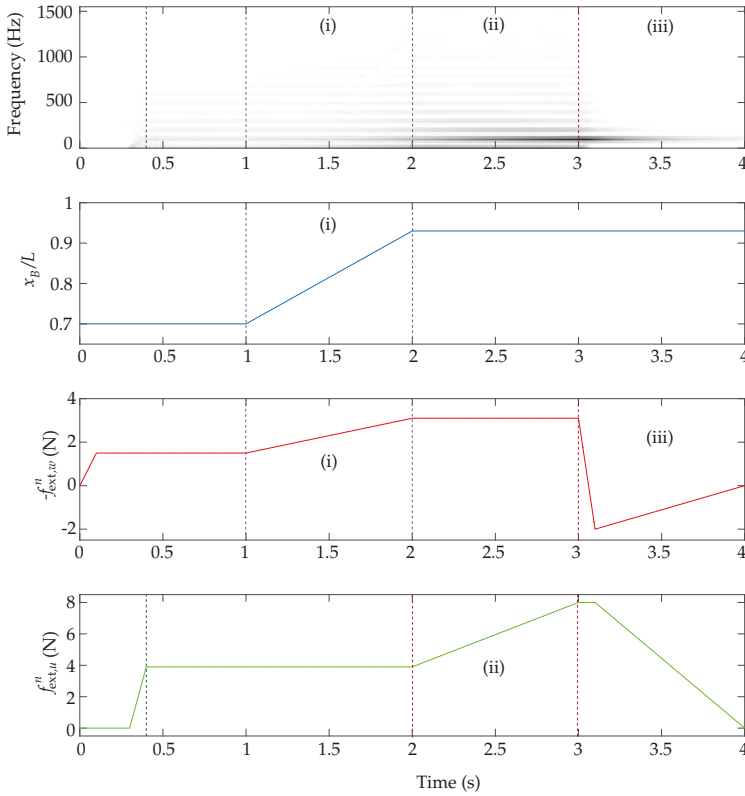 1500
1000
500
0
Frequency (Hz)
(i)
(ii)
(iii)
0 0.5 1 1.5 2 2.5 3 3.5 4
1
0.9
0.8
0.7
x_B/L
(i)
0 0.5 1 1.5 2 2.5 3 3.5 4
4
2
0
-2
-f^n_ext,w (N)
(i)
(iii)
0 0.5 1 1.5 2 2.5 3 3.5 4
8
6
4
2
0
f^n_ext,u (N)
(ii)
0 0.5 1 1.5 2 2.5 3 3.5 4
Time (s)